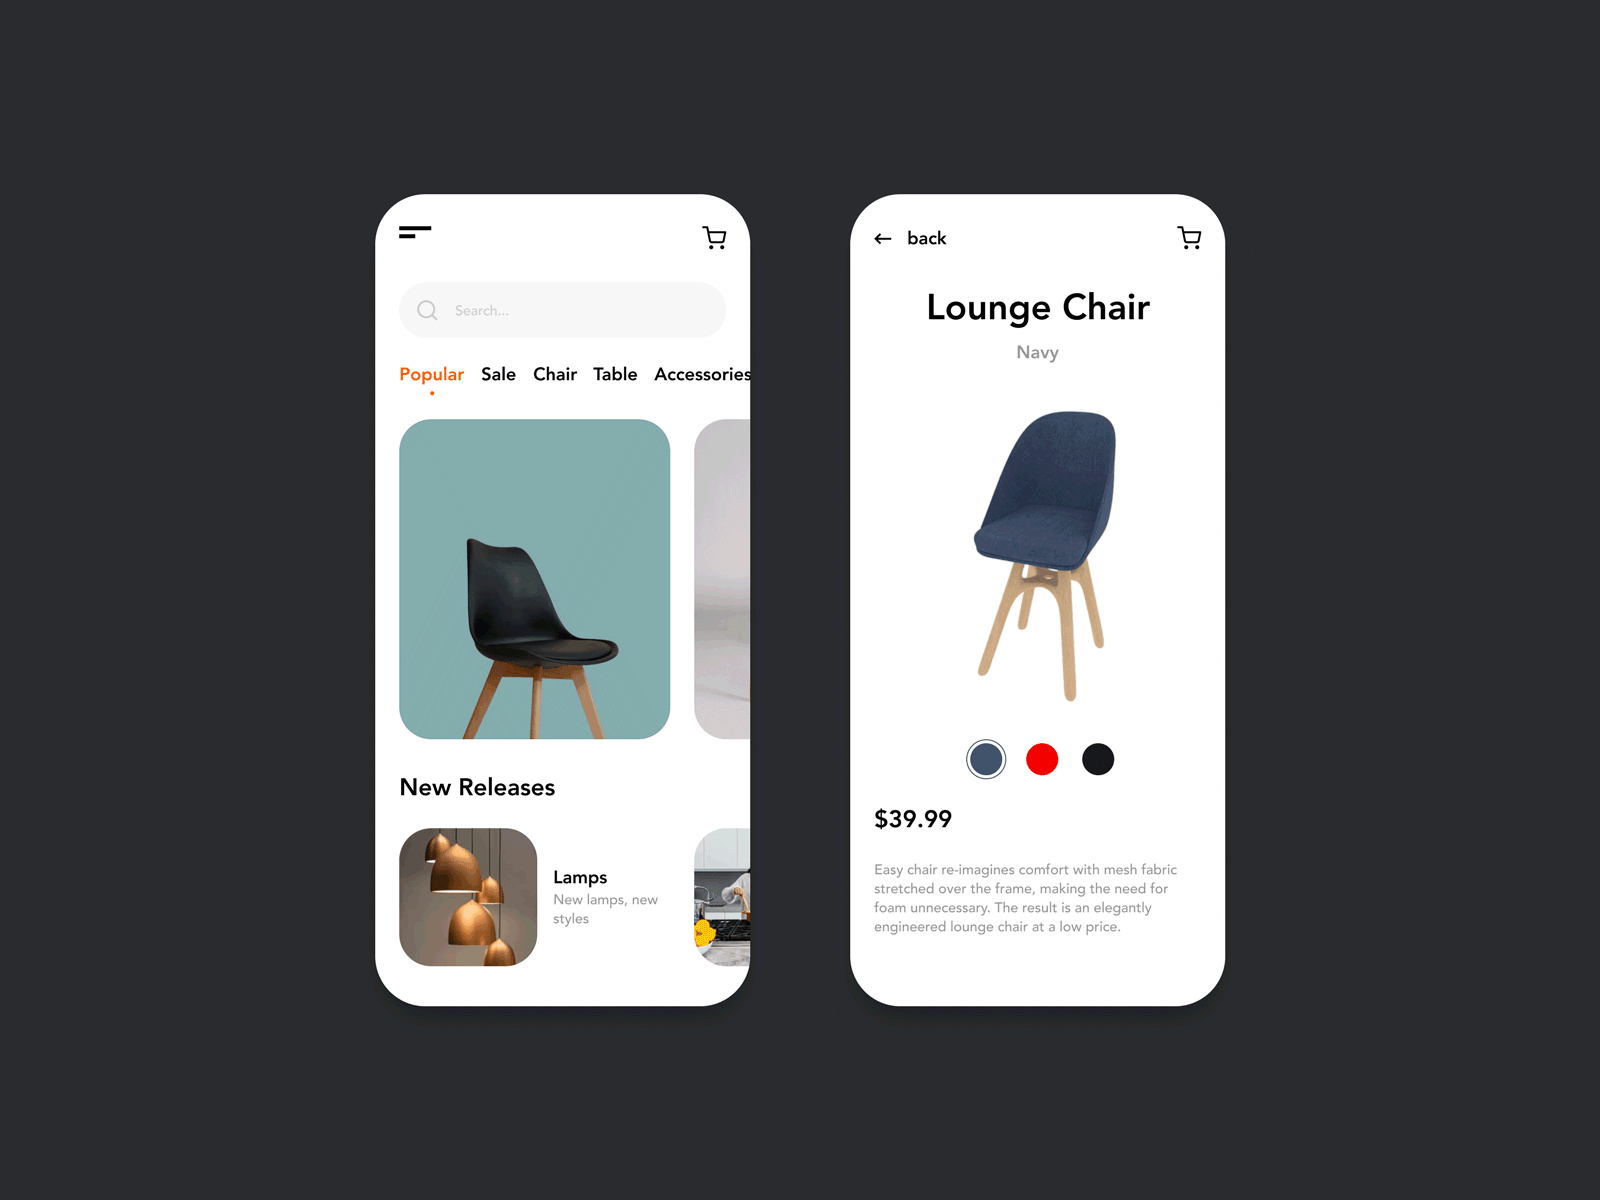 Search...
Popular Sale Chair Table Accessories
New Releases
Lamps
New lamps, new
styles
back
Lounge Chair
Navy
$39.99
Easy chair re-imagines comfort with mesh fabric
stretched over the frame, making the need for
foam unnecessary. The result is an elegantly
engineered lounge chair at a low price.